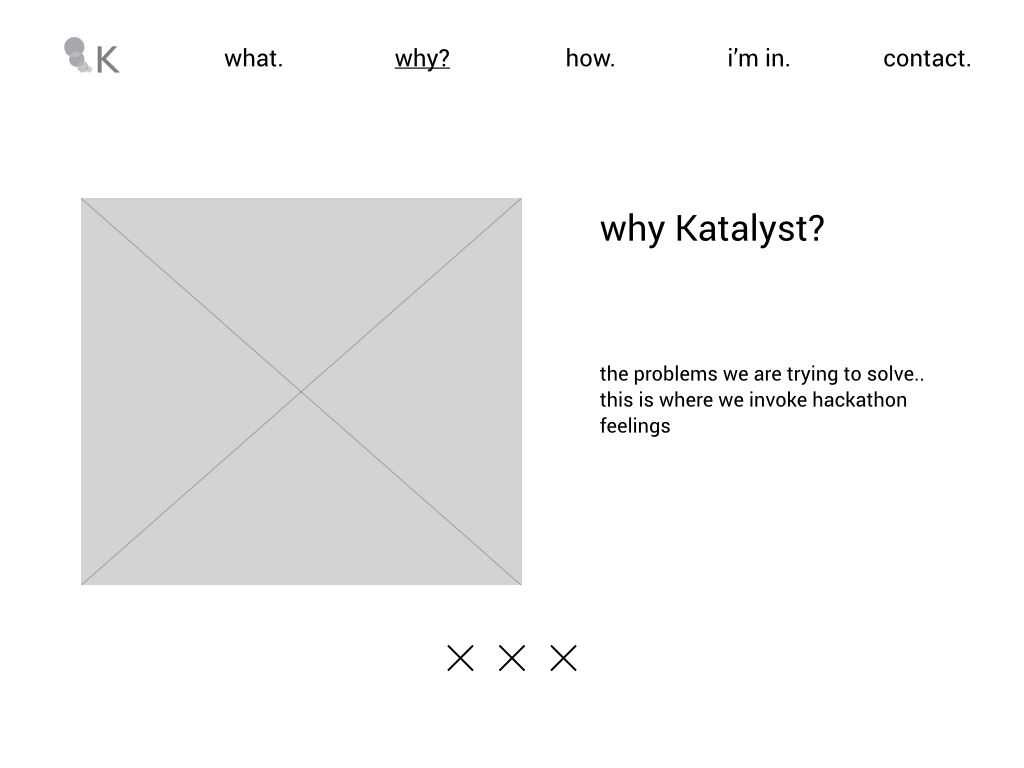 K
what.
why?
how.
i’m in.
contact.
why Katalyst?
the problems we are trying to solve..
this is where we invoke hackathon
feelings